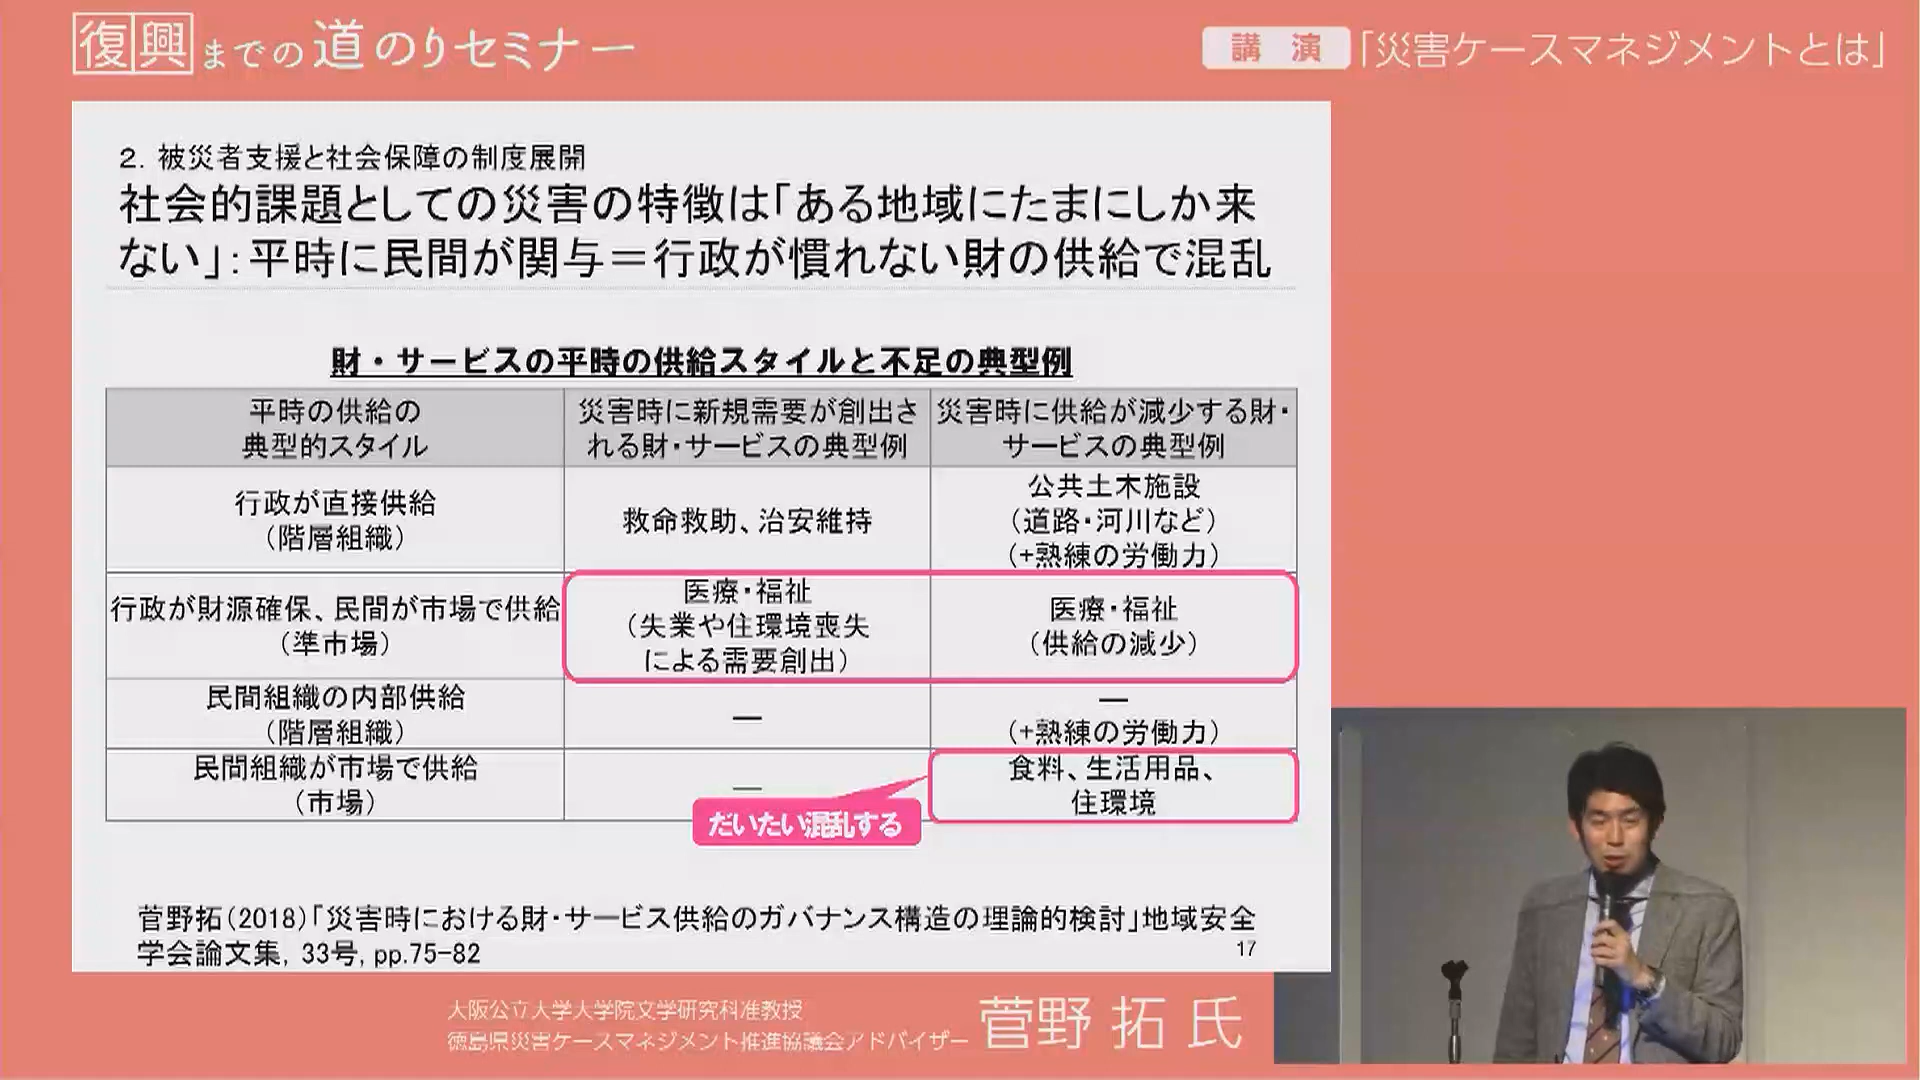 復興までの道のりセミナー
講演「災害ケースマネジメントとは」
2．被災者支援と社会保障の制度展開
社会的課題としての災害の特徴は「ある地域にたまにしか来
ない」：平時に民間が関与＝行政が慣れない財の供給で混乱
財・サービスの平時の供給スタイルと不足の典型例
平時の供給の
典型的スタイル
災害時に新規需要が創出さ
れる財・サービスの典型例
災害時に供給が減少する財・
サービスの典型例
行政が直接供給
（階層組織）
救命救助、治安維持
公共土木施設
（道路・河川など）
（+熟練の労働力）
行政が財源確保、民間が市場で供給
（準市場）
医療・福祉
（失業や住環境喪失
による需要創出）
医療・福祉
（供給の減少）
民間組織の内部供給
（階層組織）
―
―
（+熟練の労働力）
民間組織が市場で供給
（市場）
―
食料、生活用品、
住環境
だいたい混乱する
菅野拓（2018）「災害時における財・サービス供給のガバナンス構造の理論的検討」地域安全
学会論文集, 33号, pp.75-82
17
大阪公立大学大学院文学研究科准教授
徳島県災害ケースマネジメント推進協議会アドバイザー
菅野 拓 氏